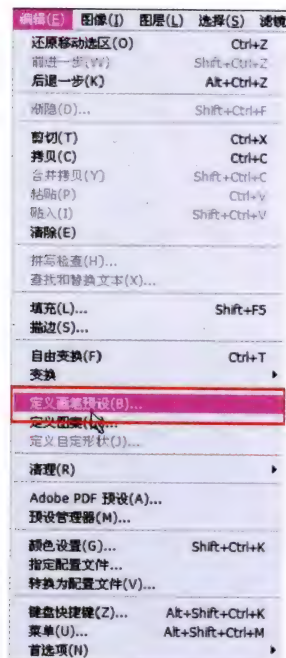 编辑(E) 图像(I) 图层(L) 选择(S) 滤镜
还原移动选区(O) Ctrl+Z
前进一步(W) Shift+Ctrl+Z
后退一步(K) Alt+Ctrl+Z
渐隐(D)... Shift+Ctrl+F
剪切(T) Ctrl+X
拷贝(C) Ctrl+C
合并拷贝(Y) Shift+Ctrl+C
粘贴(P) Ctrl+V
贴入(I) Shift+Ctrl+V
清除(E)
拼写检查(H)...
查找和替换文本(X)...
填充(L)... Shift+F5
描边(S)...
自由变换(F) Ctrl+T
变换
定义画笔预设(B)...
定义图案
定义自定形状(J)...
清理(R)
Adobe PDF 预设(A)...
预设管理器(M)...
颜色设置(G)... Shift+Ctrl+K
指定配置文件...
转换为配置文件(V)...
键盘快捷键(Z)... Alt+Shift+Ctrl+K
菜单(U)... Alt+Shift+Ctrl+M
首选项(N)